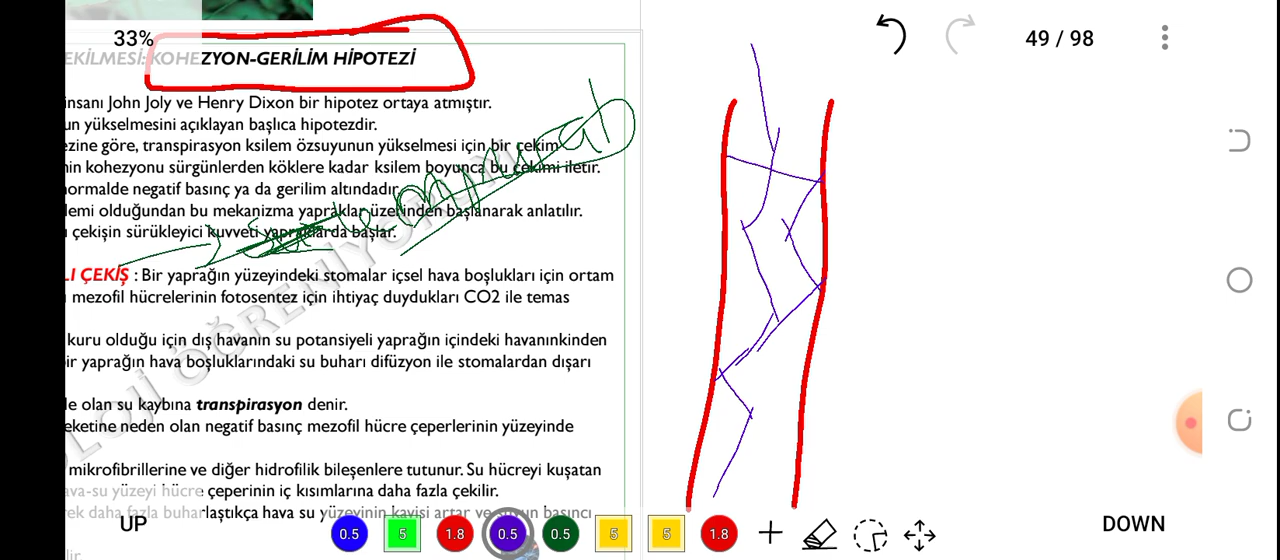 33%
EKİLMESİ: KOHEZYON-GERİLİM HİPOTEZİ
49 / 98
insanı John Joly ve Henry Dixon bir hipotez ortaya atmıştır.
un yükselmesini açıklayan başlıca hipotezdir.
ezine göre, transpirasyon ksilem özsuyunun yükselmesi için bir çekim
nin kohezyonu sürgünlerden köklere kadar ksilem boyunca bu çekimi iletir.
normalde negatif basınç ya da gerilim altındadır.
lemi olduğundan bu mekanizma yapraklar üzerinden başlanarak anlatılır.
çekişin sürükleyici kuvveti yapraklarda başlar.
LI ÇEKİŞ : Bir yaprağın yüzeyindeki stomalar içsel hava boşlukları için ortam
mezofil hücrelerinin fotosentez için ihtiyaç duydukları CO2 ile temas
kuru olduğu için dış havanın su potansiyeli yaprağın içindeki havanınkinden
bir yaprağın hava boşluklarındaki su buharı difüzyon ile stomalardan dışarı
le olan su kaybına transpirasyon denir.
eketine neden olan negatif basınç mezofil hücre çeperlerinin yüzeyinde
mikrofibrillerine ve diğer hidrofilik bileşenlere tutunur. Su hücreyi kuşatan
ava-su yüzeyi hücre çeperinin iç kısımlarına daha fazla çekilir.
rek daha fazla buharlaştıkça hava su yüzeyinin kavisi artar ve suyun basıncı
lir.
OLOJİ ÖĞRENİYORUM
UP
0.5
5
1.8
0.5
0.5
5
5
1.8
DOWN